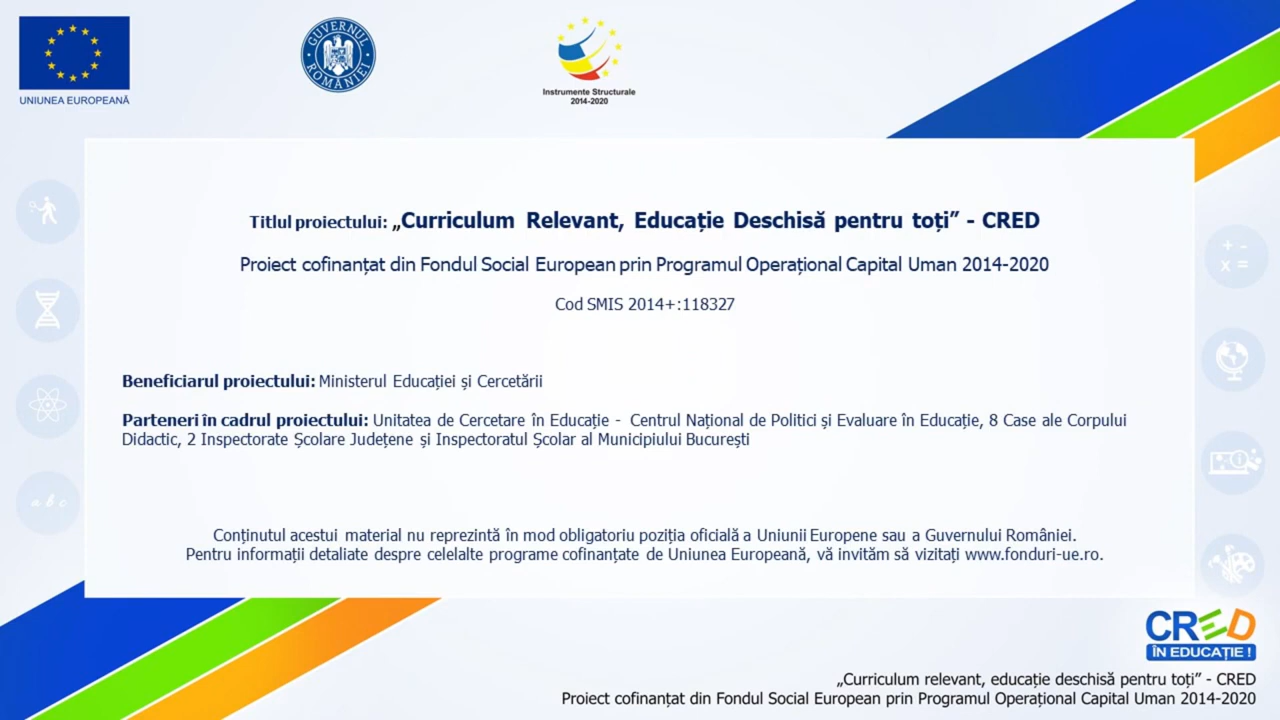 UNIUNEA EUROPEANĂ
GUVERNUL ROMÂNIEI
Instrumente Structurale
2014-2020
Titlul proiectului: „Curriculum Relevant, Educație Deschisă pentru toți” - CRED
Proiect cofinanțat din Fondul Social European prin Programul Operațional Capital Uman 2014-2020
Cod SMIS 2014+:118327
+ -
x =
Beneficiarul proiectului: Ministerul Educației și Cercetării
Parteneri în cadrul proiectului: Unitatea de Cercetare în Educație - Centrul Național de Politici și Evaluare în Educație, 8 Case ale Corpului
Didactic, 2 Inspectorate Școlare Județene și Inspectoratul Școlar al Municipiului București
a b c
Conținutul acestui material nu reprezintă în mod obligatoriu poziția oficială a Uniunii Europene sau a Guvernului României.
Pentru informații detaliate despre celelalte programe cofinanțate de Uniunea Europeană, vă invităm să vizitați www.fonduri-ue.ro.
CRED
ÎN EDUCAȚIE !
„Curriculum relevant, educație deschisă pentru toți” - CRED
Proiect cofinanțat din Fondul Social European prin Programul Operațional Capital Uman 2014-2020